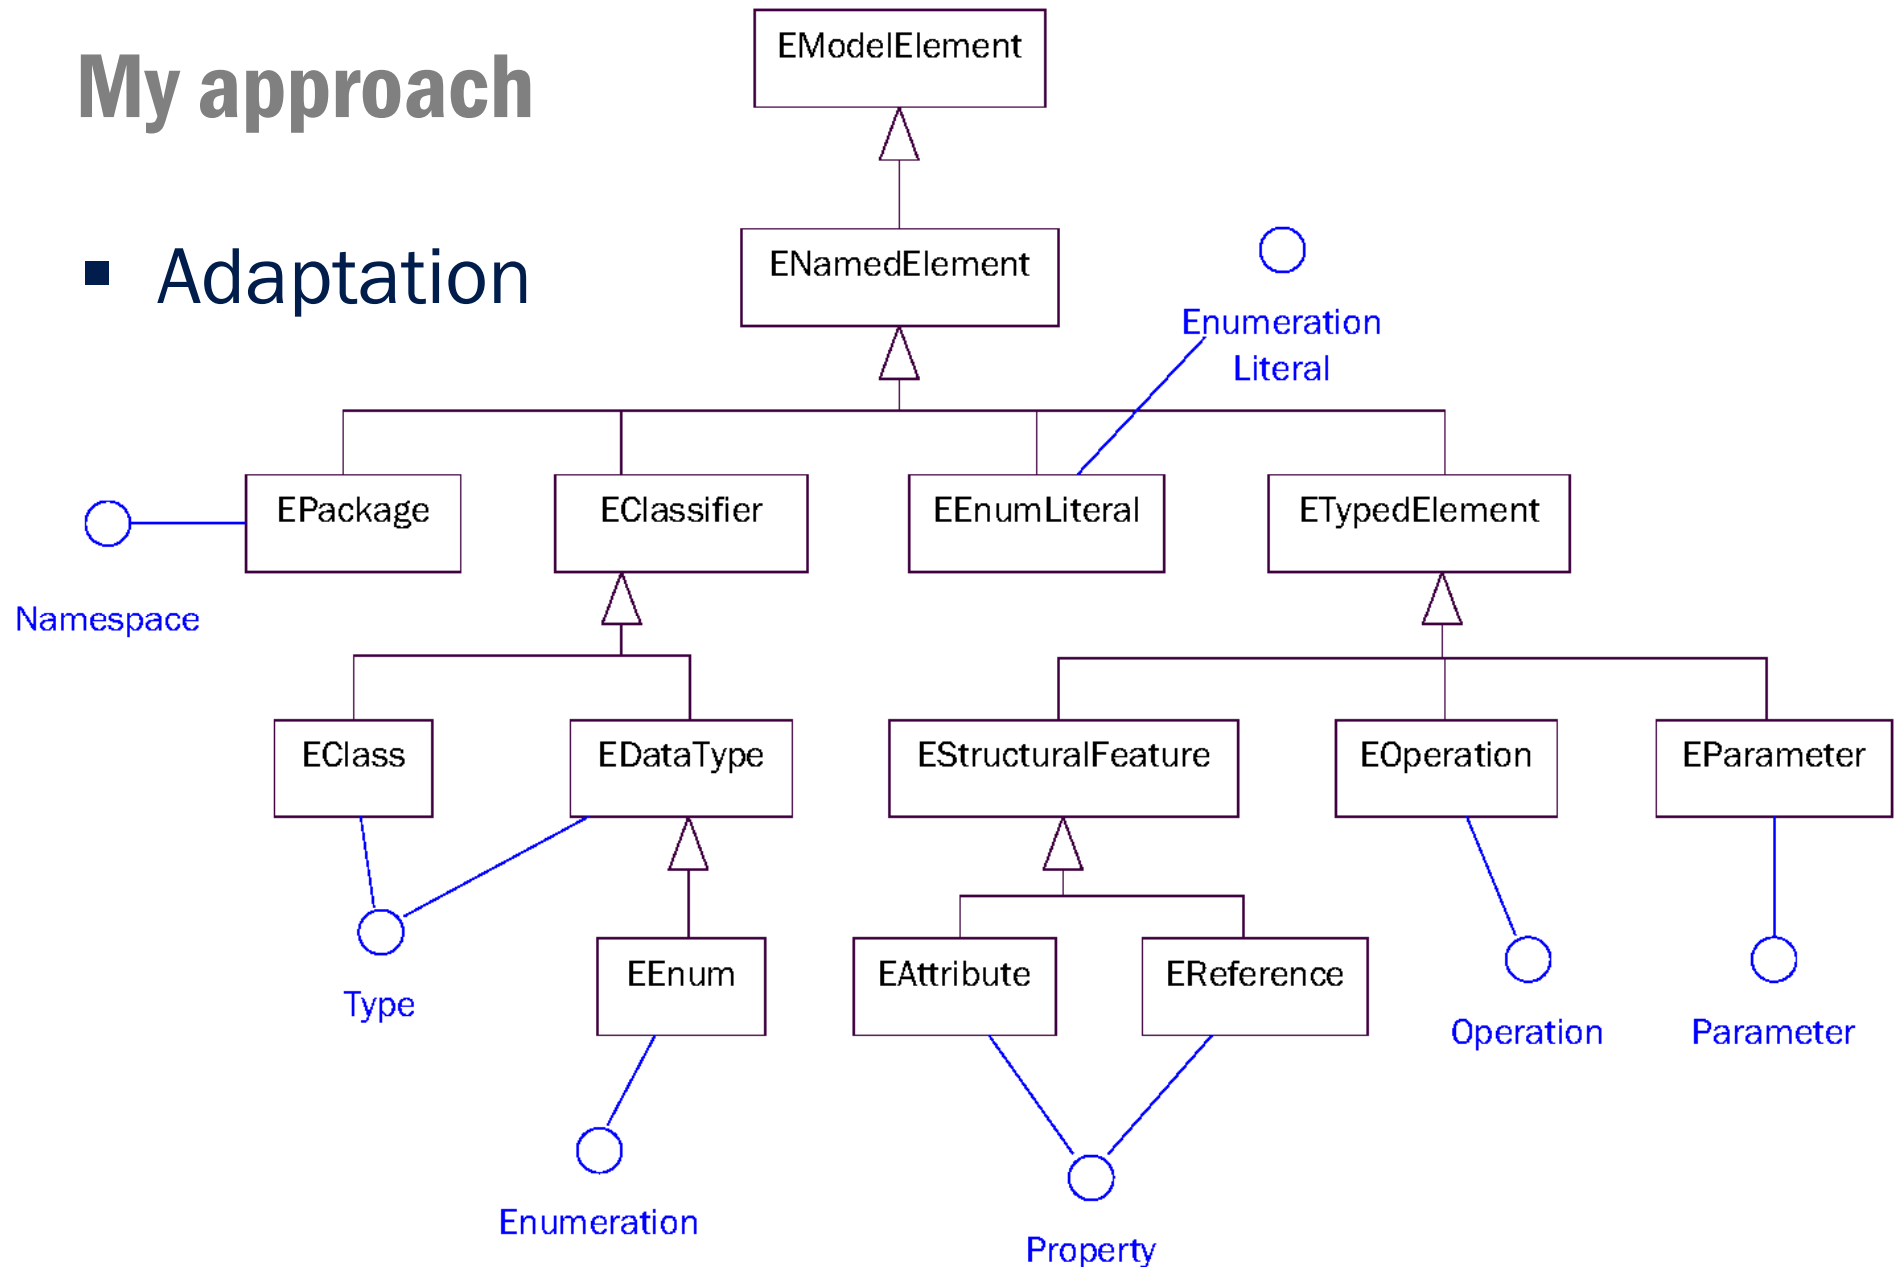 My approach
▪ Adaptation
EModelElement
ENamedElement
Enumeration
Literal
EPackage
EClassifier
EEnumLiteral
ETypedElement
Namespace
EClass
EDataType
EStructuralFeature
EOperation
EParameter
Type
EEnum
EAttribute
EReference
Operation
Parameter
Enumeration
Property